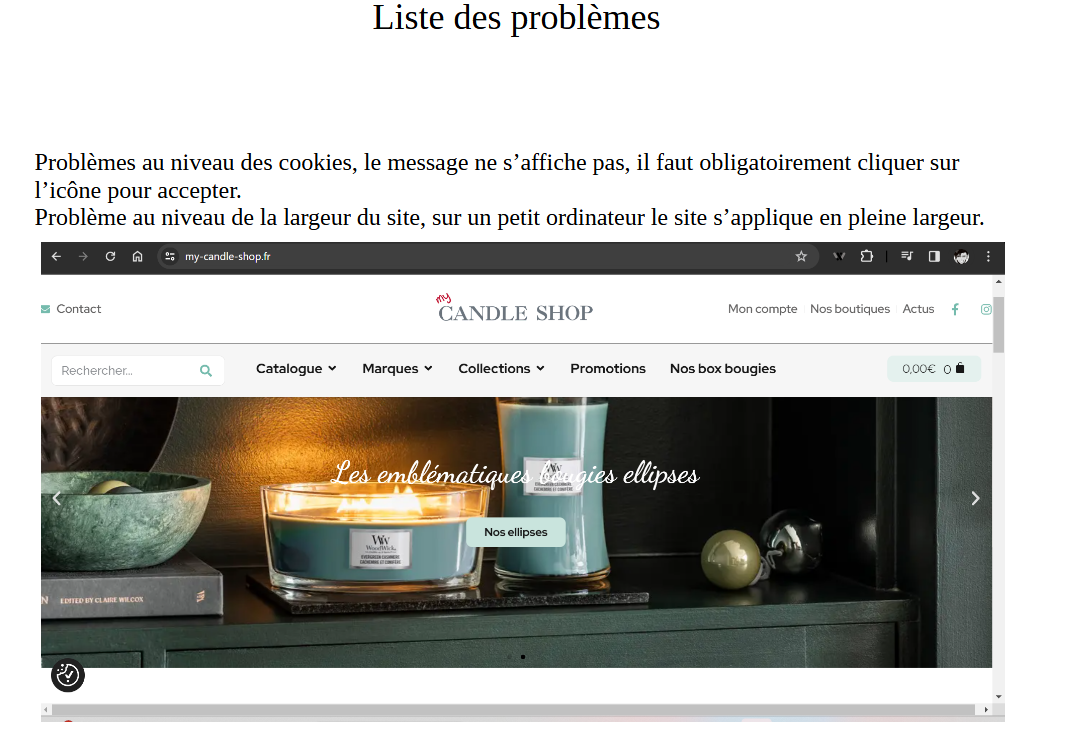 Liste des problèmes
Problèmes au niveau des cookies, le message ne s’affiche pas, il faut obligatoirement cliquer sur
l’icône pour accepter.
Problème au niveau de la largeur du site, sur un petit ordinateur le site s’applique en pleine largeur.
my-candle-shop.fr
Contact
my
CANDLE SHOP
Mon compte Nos boutiques Actus
Rechercher... Catalogue Marques Collections Promotions Nos box bougies 0,00€ 0
Les emblématiques bougies ellipses
Nos ellipses
WoodWick
EVERGREEN CASHMERE
CACHEMIRE ET CONIFÈRE
EDITED BY CLAIRE WILCOX